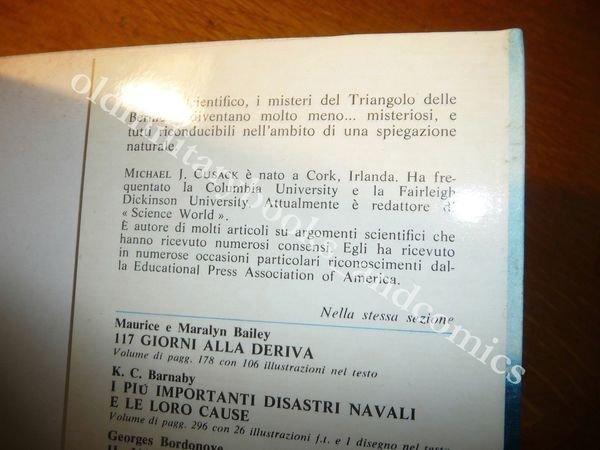 scientifico, i misteri del Triangolo delle
diventano molto meno... misteriosi, e
tutti riconducibili nell'ambito di una spiegazione
naturale.
MICHAEL J. CUSACK è nato a Cork, Irlanda. Ha fre-
quentato la Columbia University e la Fairleigh
Dickinson University. Attualmente è redattore di
« Science World ».
È autore di molti articoli su argomenti scientifici che
hanno ricevuto numerosi consensi. Egli ha ricevuto
in numerose occasioni particolari riconoscimenti dal-
la Educational Press Association of America.
Nella stessa sezione
Maurice e Maralyn Bailey
117 GIORNI ALLA DERIVA
Volume di pagg. 178 con 106 illustrazioni nel testo
K. C. Barnaby
I PIÚ IMPORTANTI DISASTRI NAVALI
E LE LORO CAUSE
Volume di pagg. 296 con 26 illustrazioni f.t. e 1 disegno nel testo
Georges Bordonove